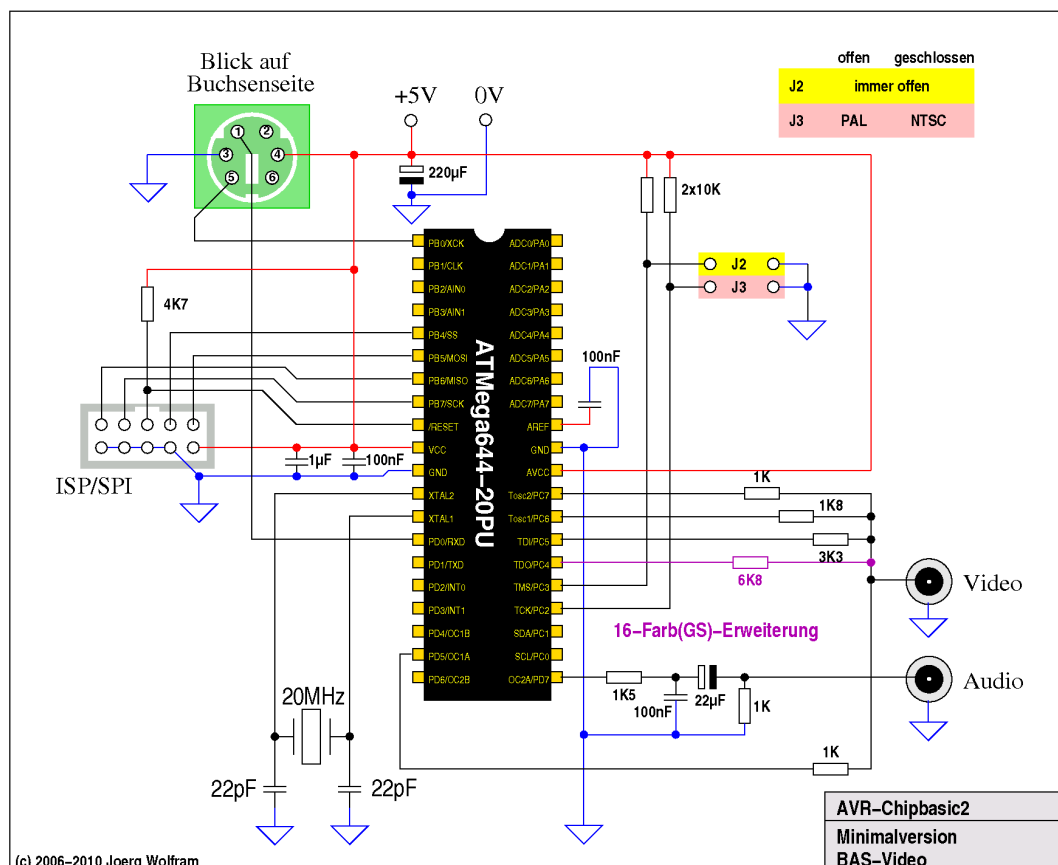 Blick auf
Buchsenseite
offen geschlossen
J2 immer offen
J3 PAL NTSC
+5V 0V
1 2
3 4
5 6
220µF
2x10K
J2
J3
4K7
100nF
ATMega644-20PU
PB0/XCK ADC0/PA0
PB1/CLK ADC1/PA1
PB2/AIN0 ADC2/PA2
PB3/AIN1 ADC3/PA3
PB4/SS ADC4/PA4
PB5/MOSI ADC5/PA5
PB6/MISO ADC6/PA6
PB7/SCK ADC7/PA7
/RESET AREF
VCC GND
GND AVCC
XTAL2 Tosc2/PC7
XTAL1 Tosc1/PC6
PD0/RXD TDI/PC5
PD1/TXD TDO/PC4
PD2/INT0 TMS/PC3
PD3/INT1 TCK/PC2
PD4/OC1B SDA/PC1
PD5/OC1A SCL/PC0
PD6/OC2B OC2A/PD7
1µF 100nF
ISP/SPI
1K
1K8
3K3
6K8
Video
16-Farb(GS)-Erweiterung
Audio
1K5
100nF
22µF
1K
20MHz
1K
22pF 22pF
AVR-Chipbasic2
Minimalversion
BAS-Video
(c) 2006-2010 Joerg Wolfram